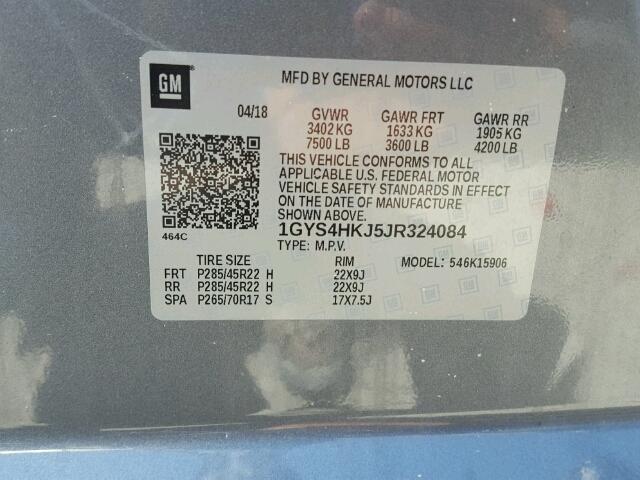 GM
MFD BY GENERAL MOTORS LLC
04/18 GVWR GAWR FRT GAWR RR
3402 KG 1633 KG 1905 KG
7500 LB 3600 LB 4200 LB
THIS VEHICLE CONFORMS TO ALL
APPLICABLE U.S. FEDERAL MOTOR
VEHICLE SAFETY STANDARDS IN EFFECT
ON THE DATE OF MANUFACTURE
SHOWN ABOVE.
464C
1GYS4HKJ5JR324084
TYPE: M.P.V.
TIRE SIZE RIM MODEL: 546K15906
FRT P285/45R22 H 22X9J
RR P285/45R22 H 22X9J
SPA P265/70R17 S 17X7.5J